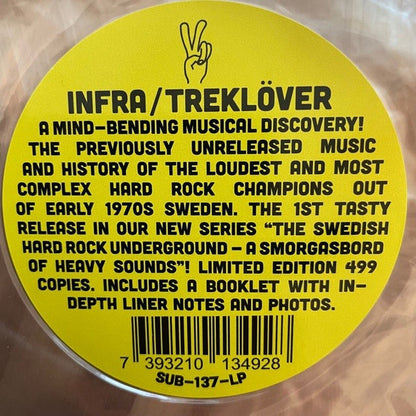 INFRA/TREKLÖVER
A MIND-BENDING MUSICAL DISCOVERY!
THE PREVIOUSLY UNRELEASED MUSIC
AND HISTORY OF THE LOUDEST AND MOST
COMPLEX HARD ROCK CHAMPIONS OUT
OF EARLY 1970S SWEDEN. THE 1ST TASTY
RELEASE IN OUR NEW SERIES "THE SWEDISH
HARD ROCK UNDERGROUND - A SMORGASBORD
OF HEAVY SOUNDS"! LIMITED EDITION 499
COPIES. INCLUDES A BOOKLET WITH IN-
DEPTH LINER NOTES AND PHOTOS.
7 393210 134928
SUB-137-LP